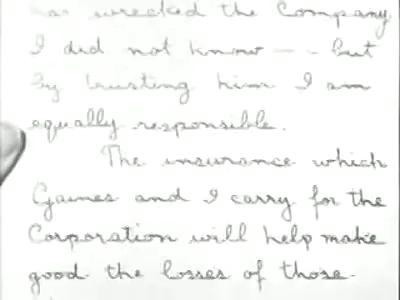 has wrecked the Company
I did not know -- but
by trusting him I am
equally responsible.
The insurance which
Gaines and I carry for the
Corporation will help make
good the losses of those